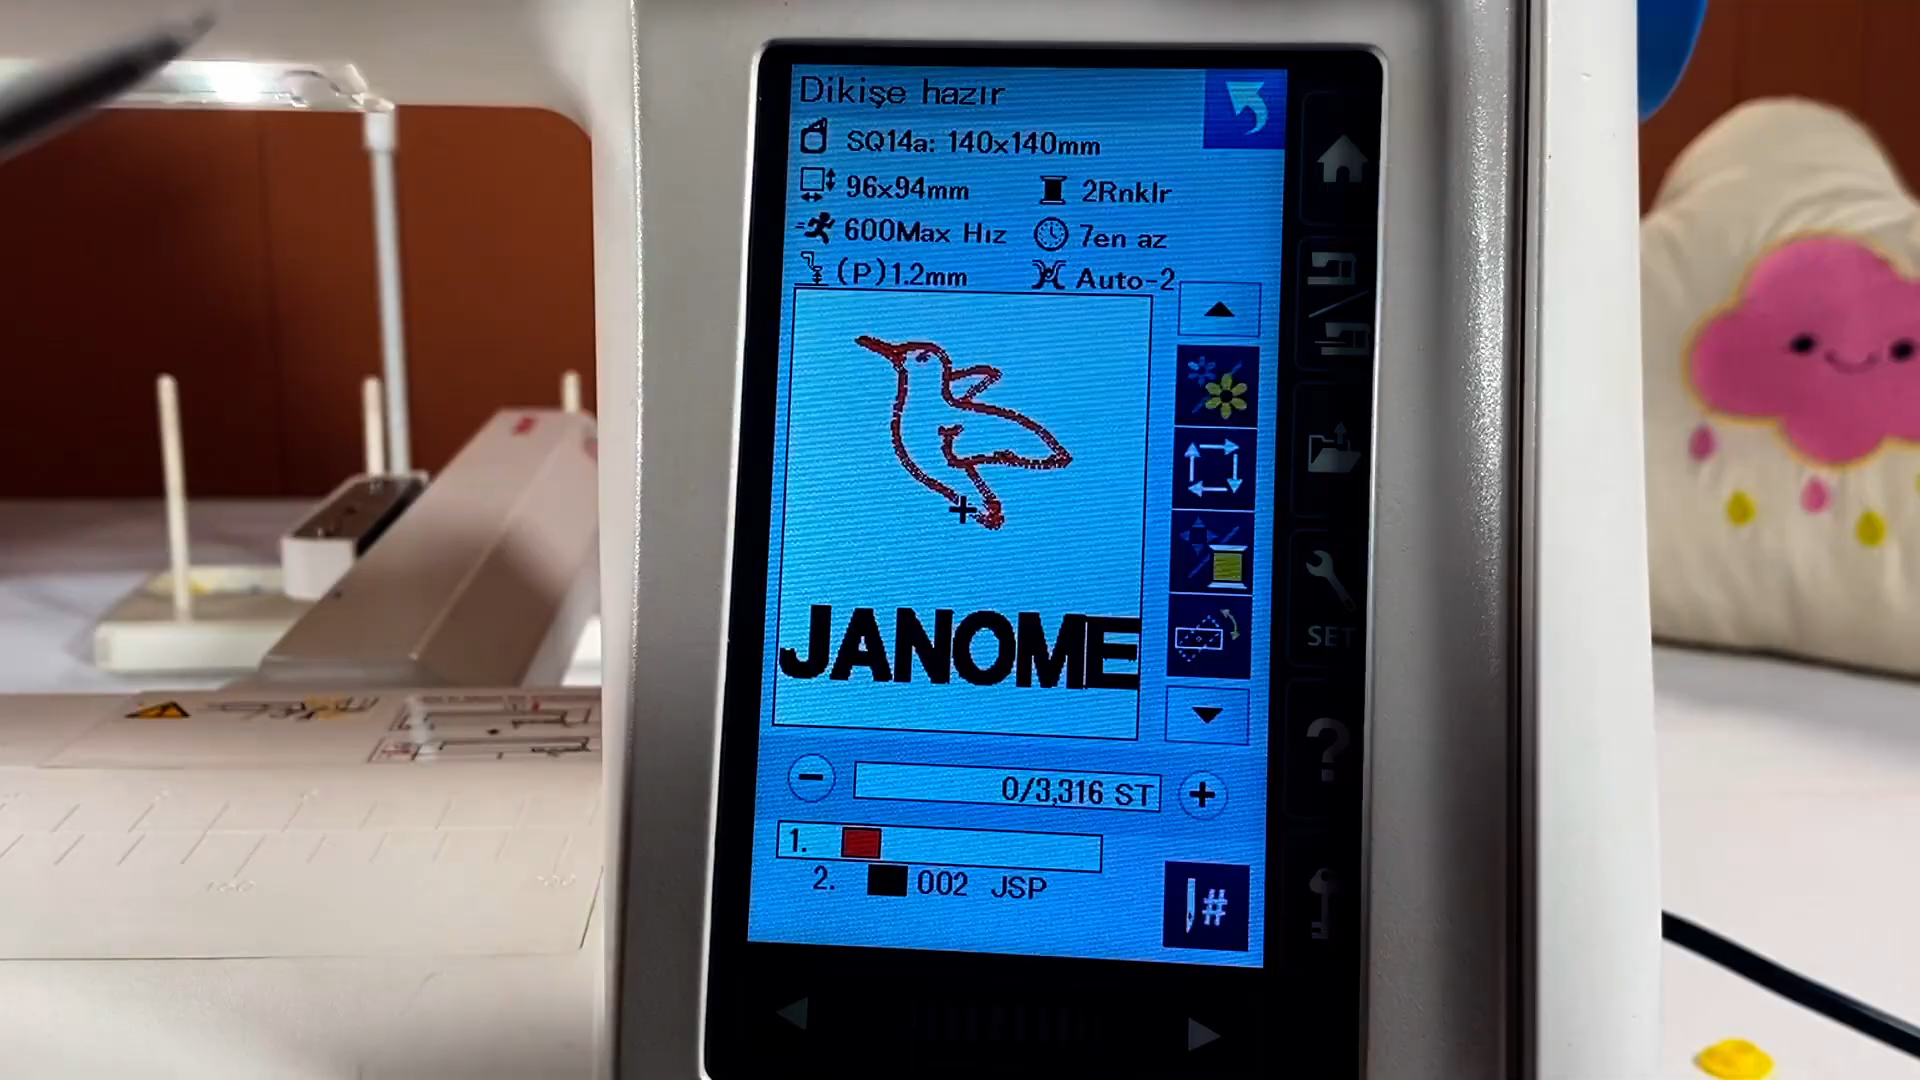 Dikişe hazır
SQ14a: 140x140mm
96x94mm 2Rnklr
600Max Hız 7en az
(P)1.2mm Auto-2
JANOME
0/3,316 ST
1.
2. 002 JSP
#
SET
?